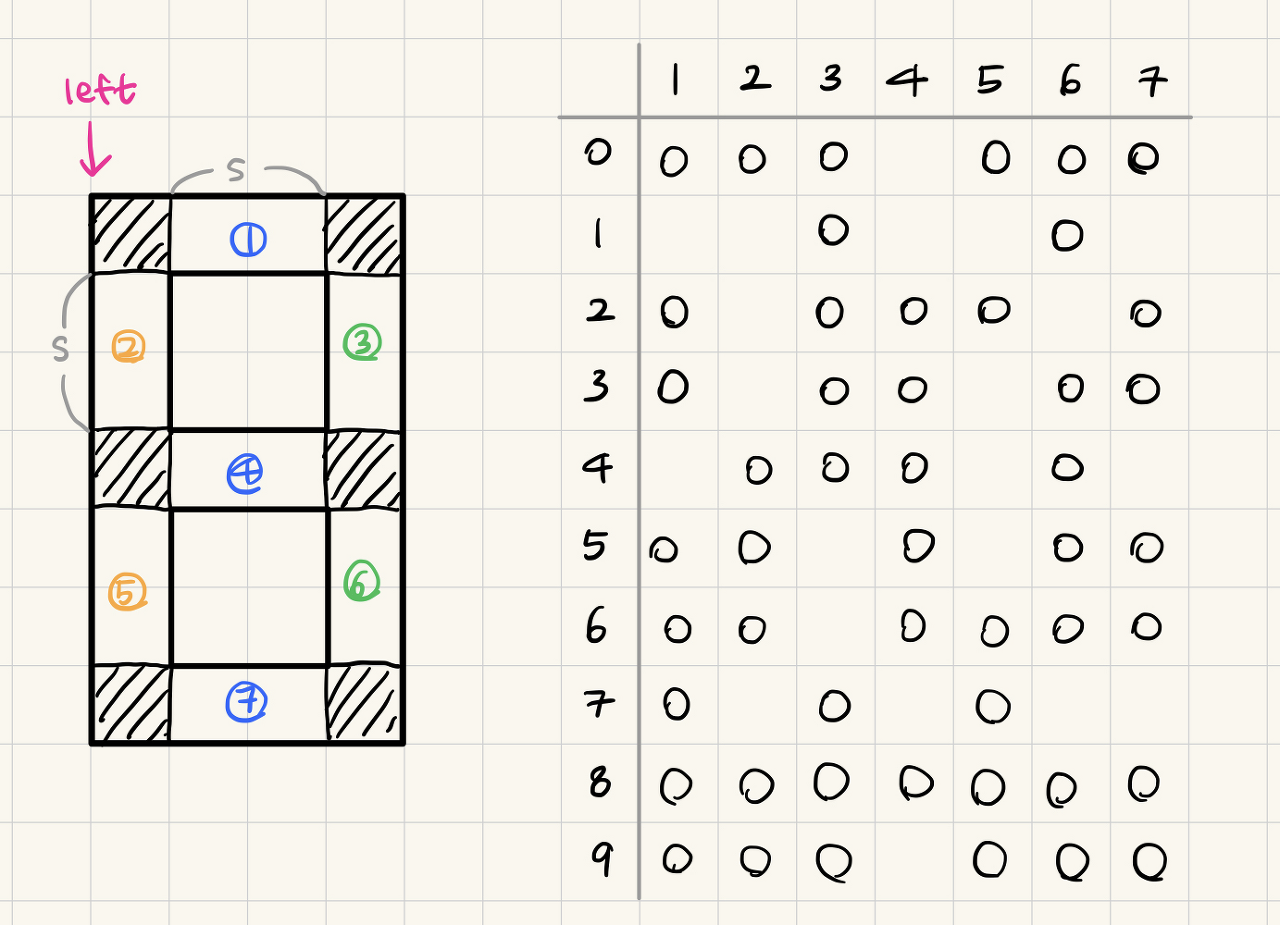 left
s
①
s
② ③
④
⑤ ⑥
⑦
1 2 3 4 5 6 7
0 O O O O O O
1 O O
2 O O O O O
3 O O O O O
4 O O O O
5 O O O O O
6 O O O O O O
7 O O O
8 O O O O O O O
9 O O O O O O